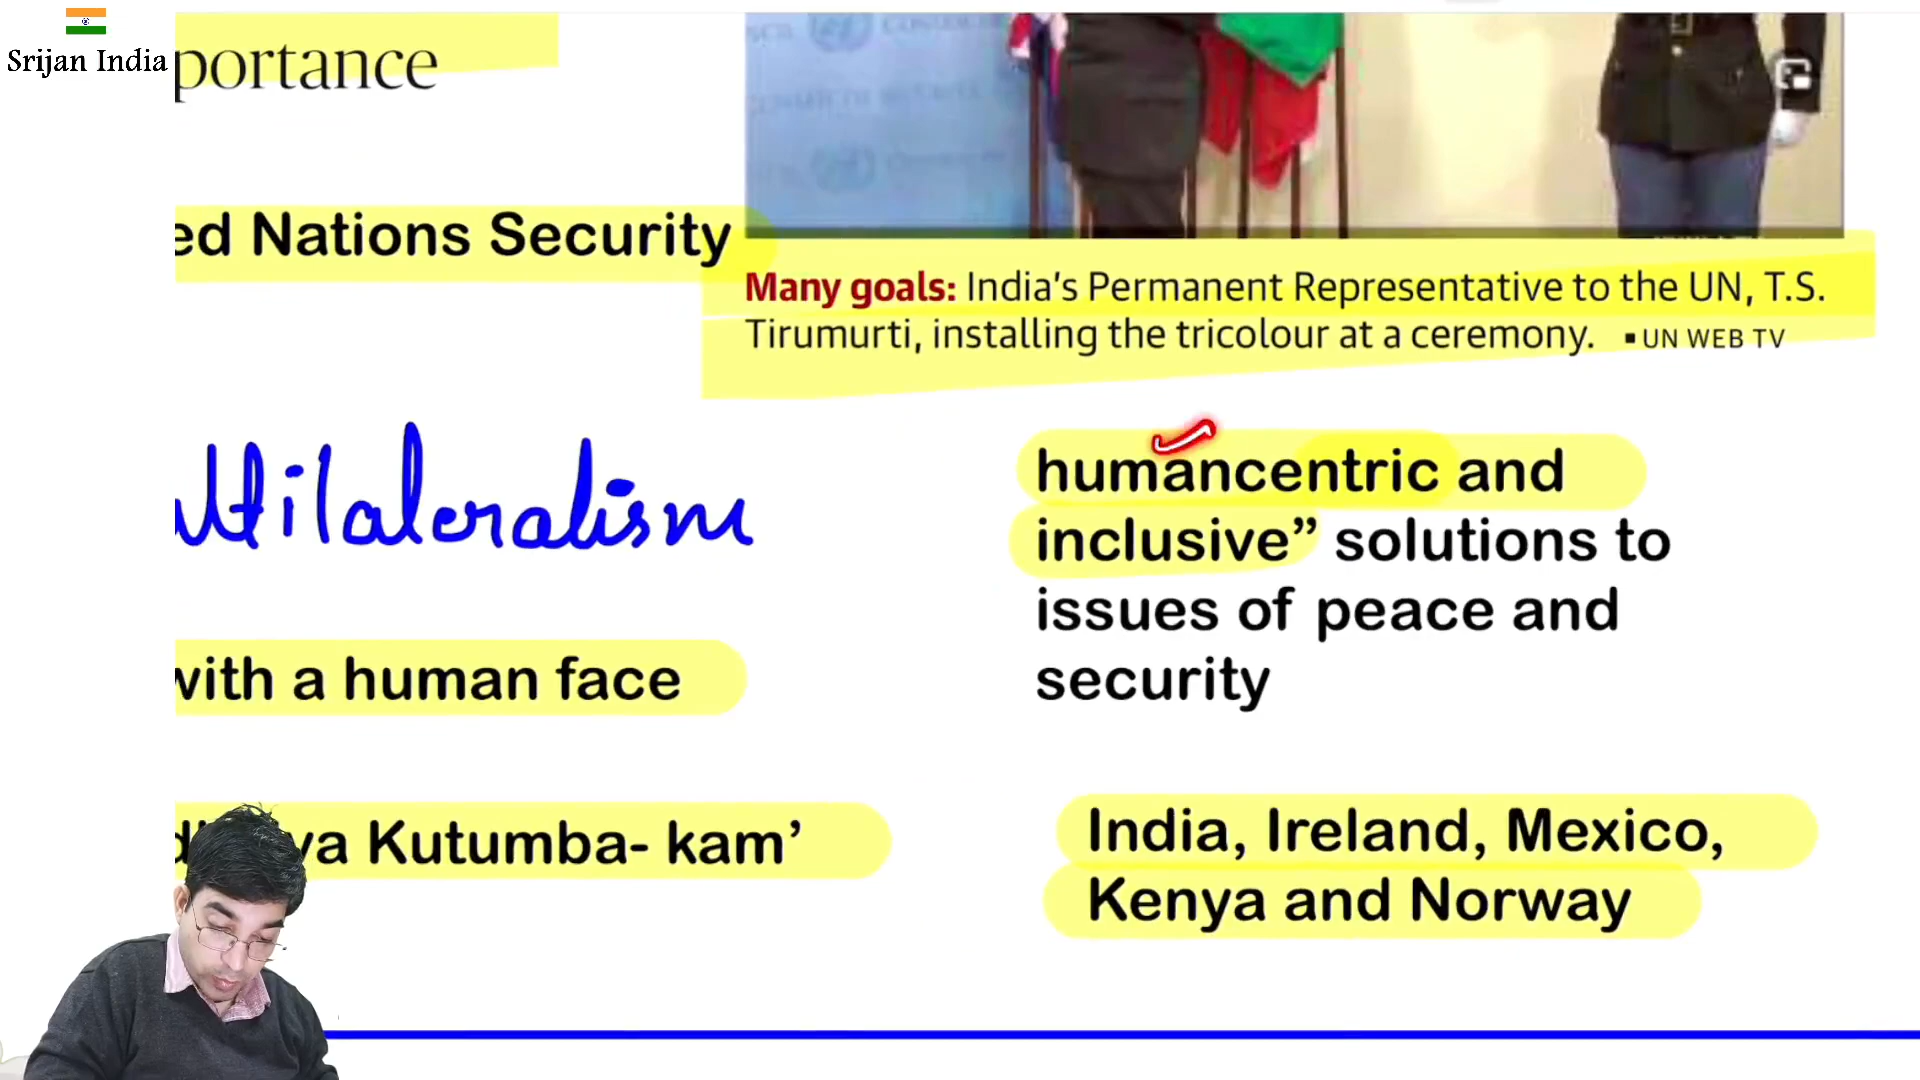 Srijan India
portance
ed Nations Security
Many goals: India's Permanent Representative to the UN, T.S.
Tirumurti, installing the tricolour at a ceremony. ▪UN WEB TV
ltilateralism
with a human face
Kutumba- kam’
humancentric and
inclusive” solutions to
issues of peace and
security
India, Ireland, Mexico,
Kenya and Norway